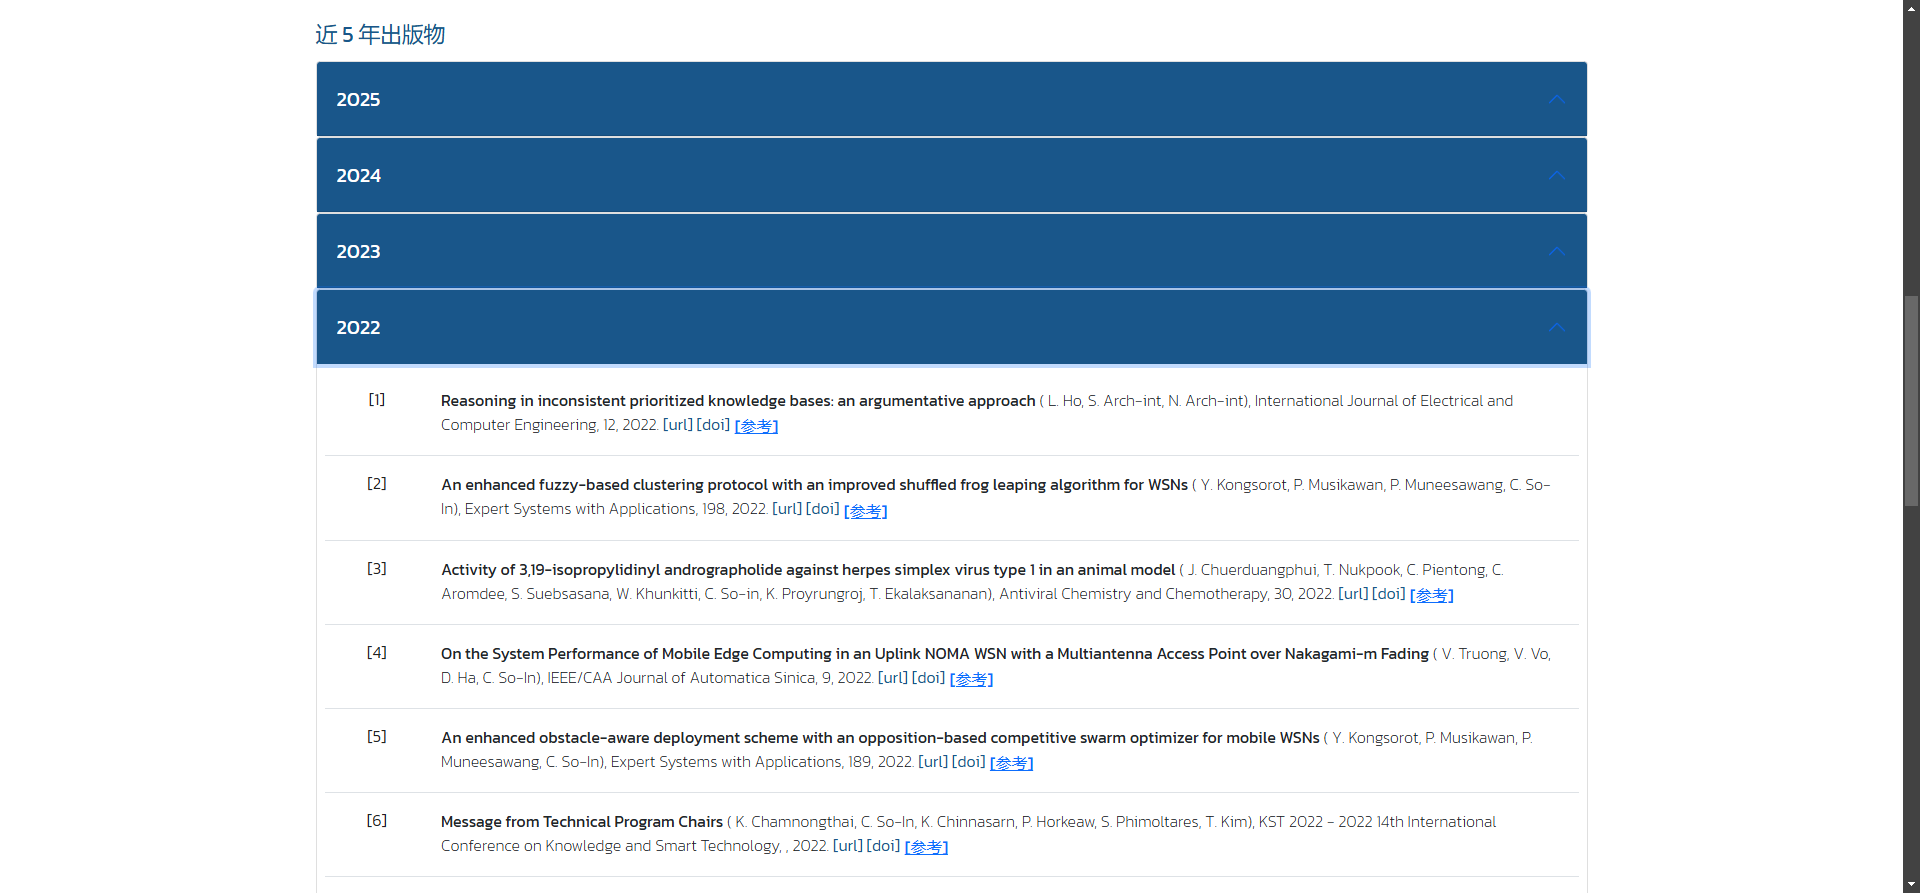 近 5 年出版物
2025
2024
2023
2022
[1]
Reasoning in inconsistent prioritized knowledge bases: an argumentative approach ( L. Ho, S. Arch-int, N. Arch-int), International Journal of Electrical and
Computer Engineering, 12, 2022. [url] [doi] [参考]
[2]
An enhanced fuzzy-based clustering protocol with an improved shuffled frog leaping algorithm for WSNs ( Y. Kongsorot, P. Musikawan, P. Muneesawang, C. So-
In), Expert Systems with Applications, 198, 2022. [url] [doi] [参考]
[3]
Activity of 3,19-isopropylidinyl andrographolide against herpes simplex virus type 1 in an animal model ( J. Chuerduangphui, T. Nukpook, C. Pientong, C.
Aromdee, S. Suebsasana, W. Khunkitti, C. So-in, K. Proyrungroj, T. Ekalaksananan), Antiviral Chemistry and Chemotherapy, 30, 2022. [url] [doi] [参考]
[4]
On the System Performance of Mobile Edge Computing in an Uplink NOMA WSN with a Multiantenna Access Point over Nakagami-m Fading ( V. Truong, V. Vo,
D. Ha, C. So-In), IEEE/CAA Journal of Automatica Sinica, 9, 2022. [url] [doi] [参考]
[5]
An enhanced obstacle-aware deployment scheme with an opposition-based competitive swarm optimizer for mobile WSNs ( Y. Kongsorot, P. Musikawan, P.
Muneesawang, C. So-In), Expert Systems with Applications, 189, 2022. [url] [doi] [参考]
[6]
Message from Technical Program Chairs ( K. Chamnongthai, C. So-In, K. Chinnasarn, P. Horkeaw, S. Phimoltares, T. Kim), KST 2022 - 2022 14th International
Conference on Knowledge and Smart Technology, , 2022. [url] [doi] [参考]